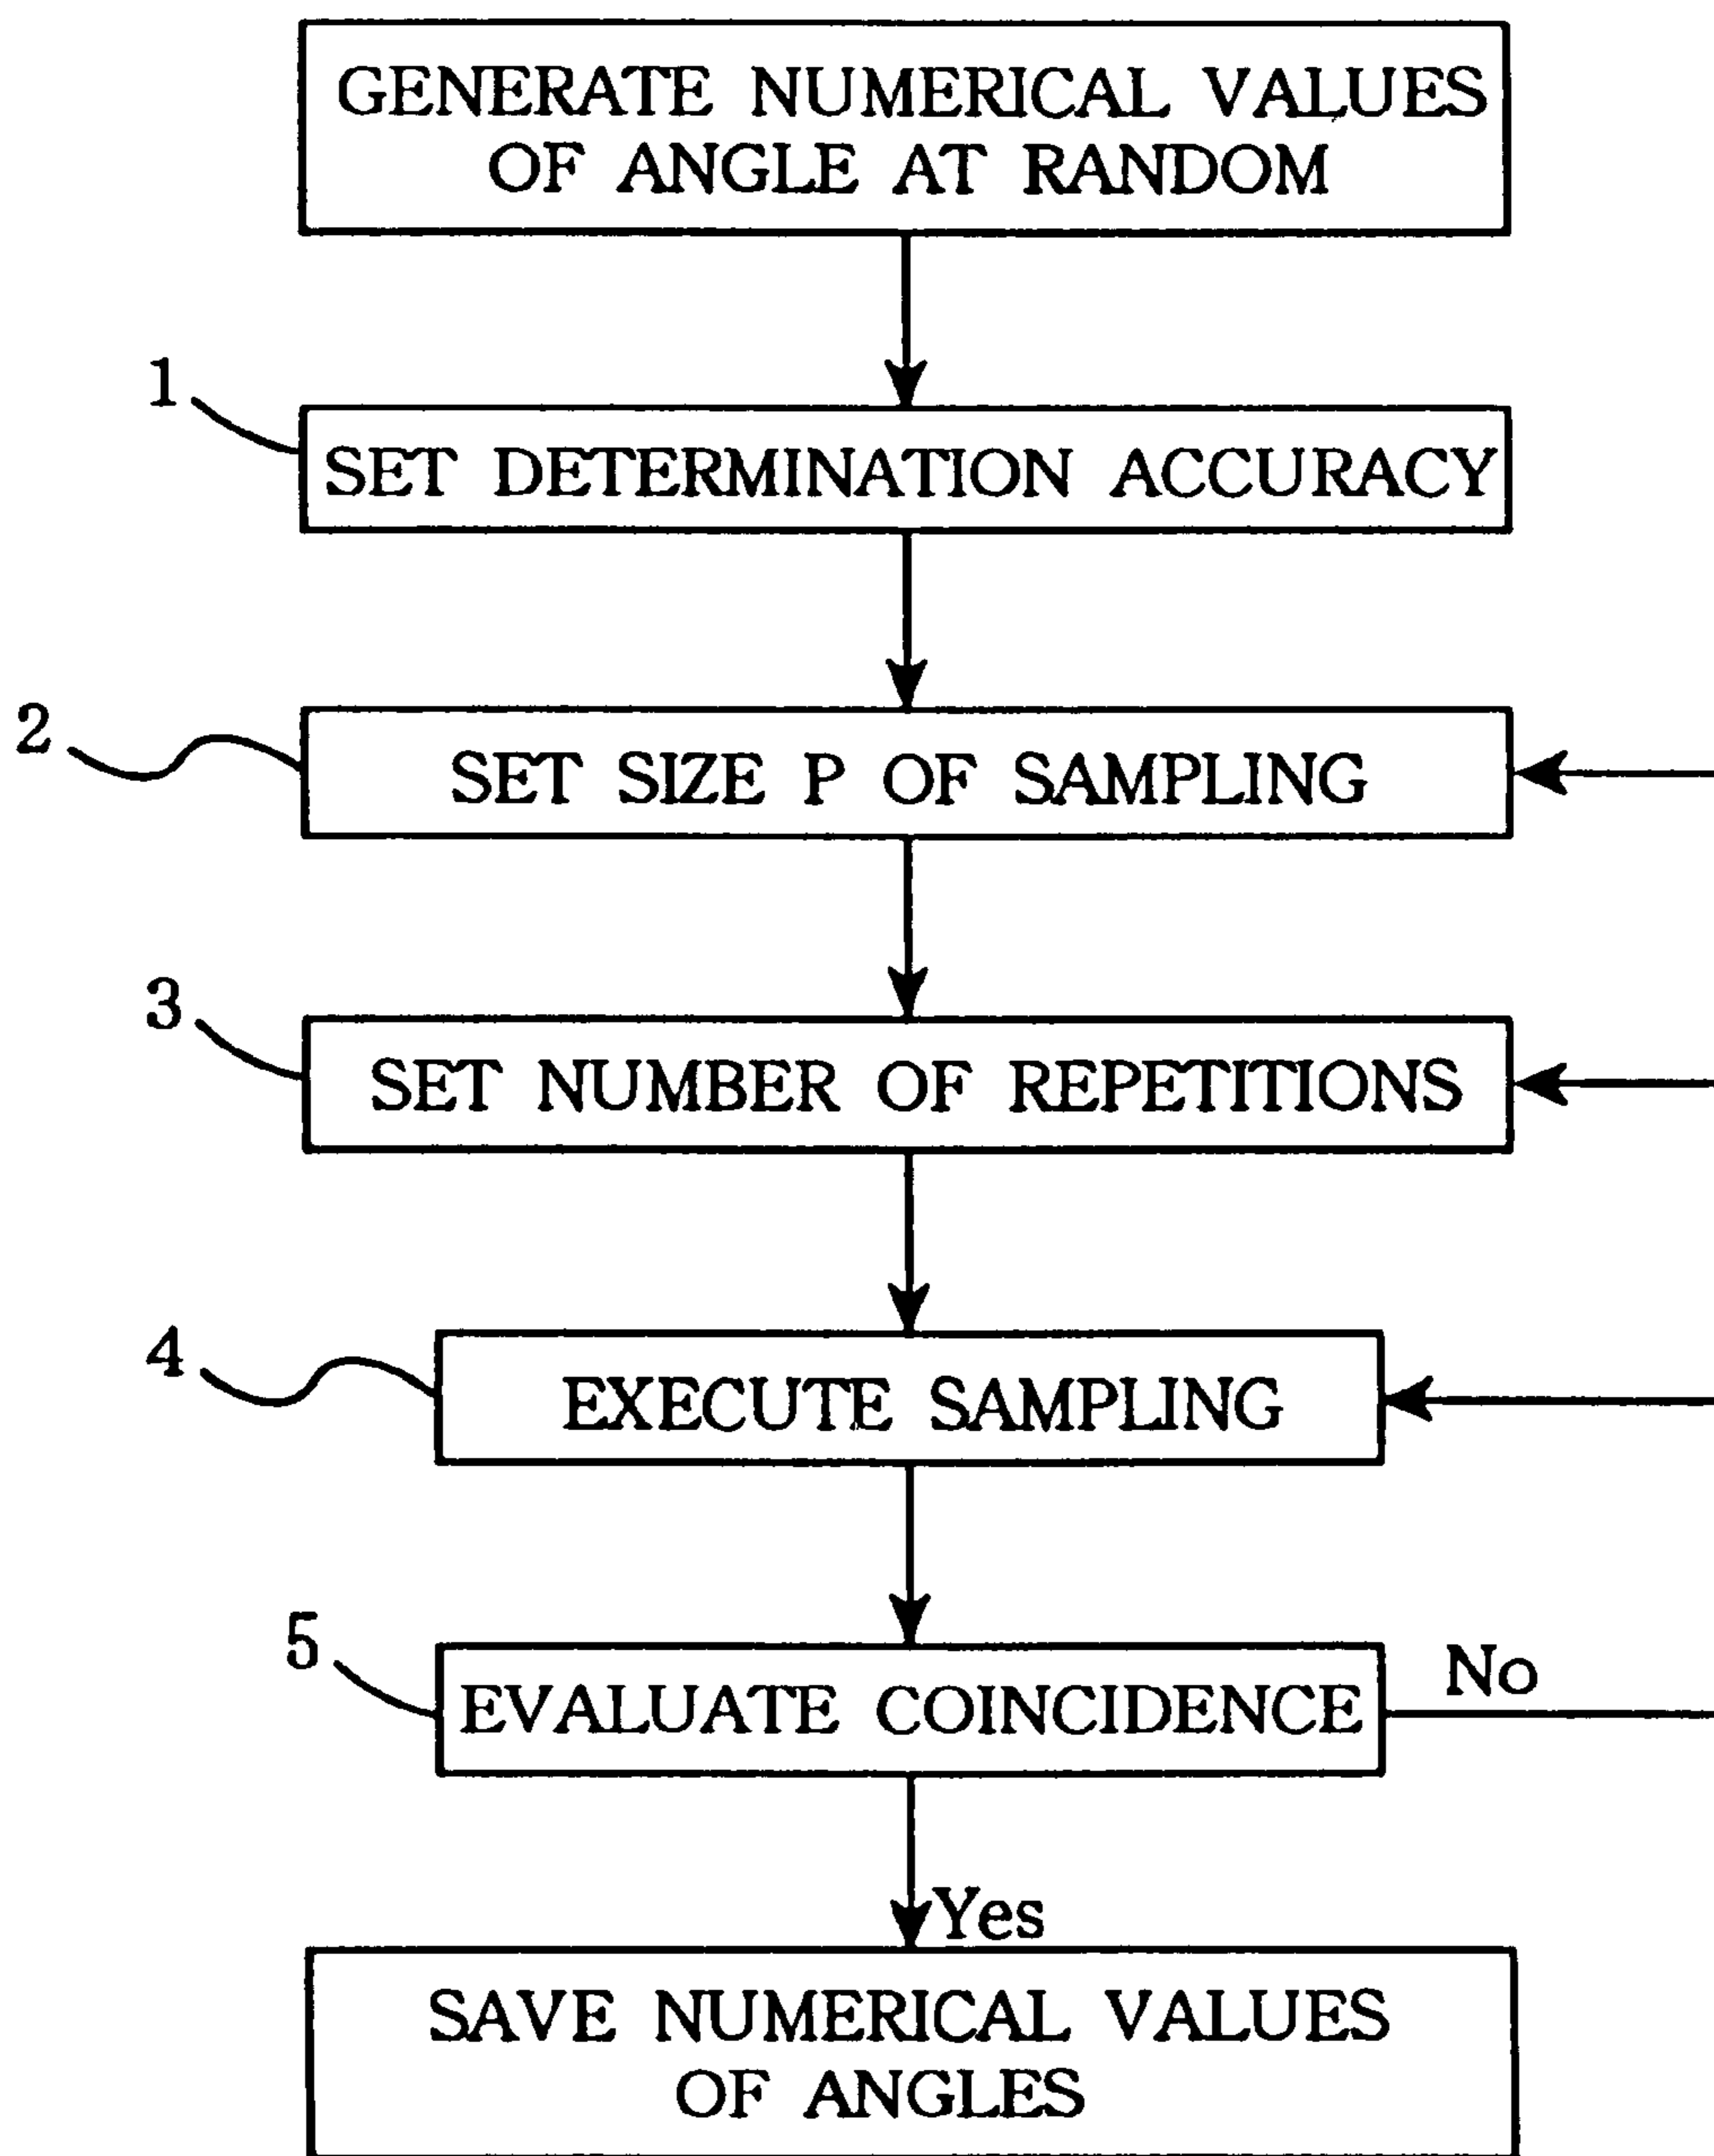 GENERATE NUMERICAL VALUES
OF ANGLE AT RANDOM
1
SET DETERMINATION ACCURACY
2
SET SIZE P OF SAMPLING
3
SET NUMBER OF REPETITIONS
4
EXECUTE SAMPLING
5
EVALUATE COINCIDENCE
No
Yes
SAVE NUMERICAL VALUES
OF ANGLES